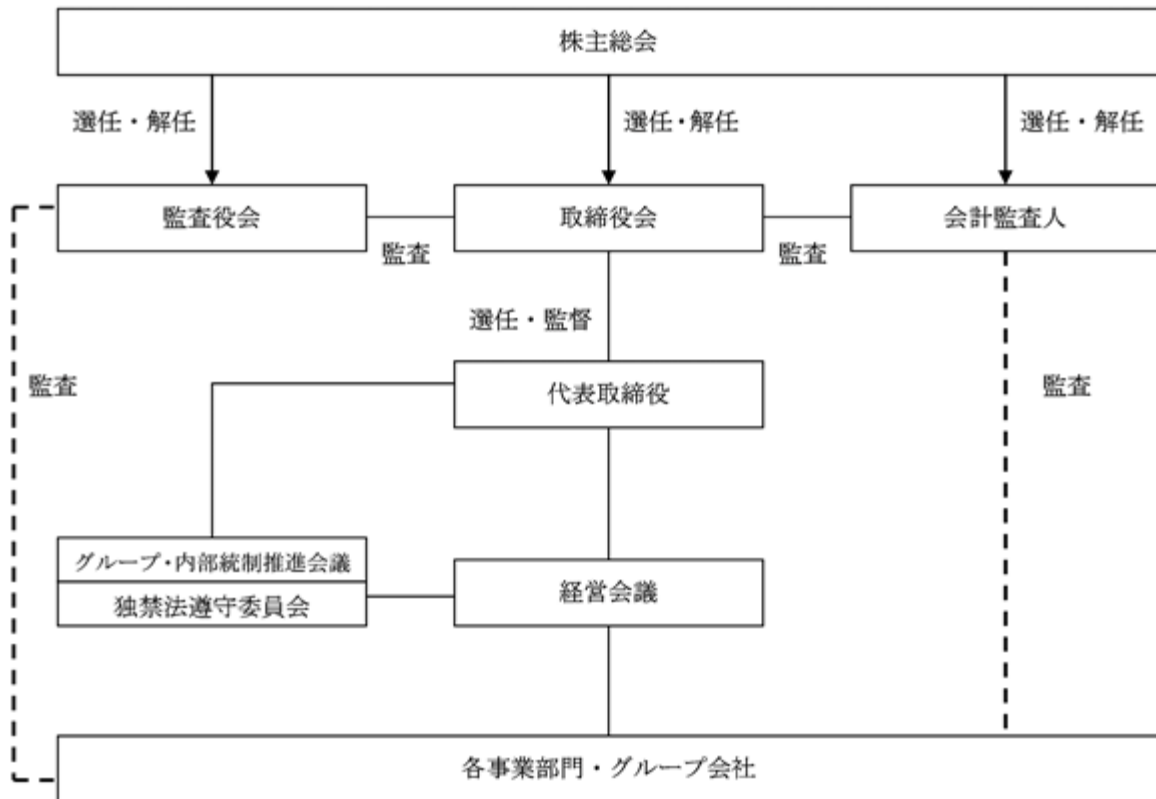 株主総会
選任・解任
選任・解任
選任・解任
監査役会
取締役会
会計監査人
監査
監査
選任・監督
監査
代表取締役
監査
グループ・内部統制推進会議
独禁法遵守委員会
経営会議
各事業部門・グループ会社